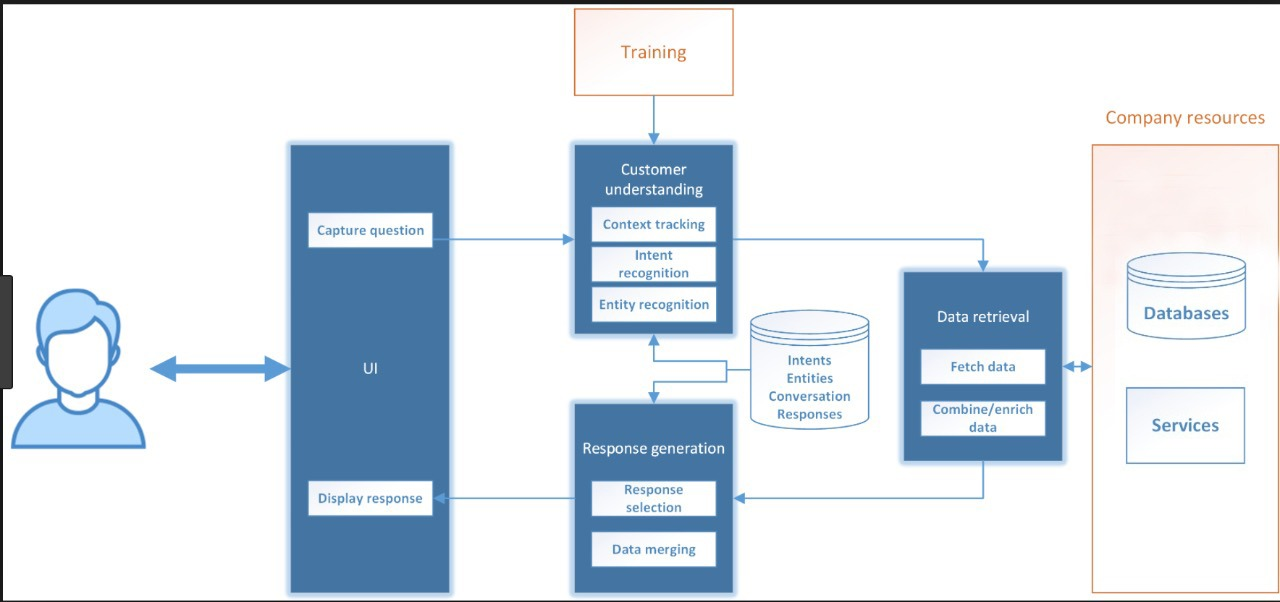 Training
Company resources
Customer
understanding
Context tracking
Intent
recognition
Entity recognition
Capture question
UI
Display response
Intents
Entities
Conversation
Responses
Response generation
Response
selection
Data merging
Data retrieval
Fetch data
Combine/enrich
data
Databases
Services